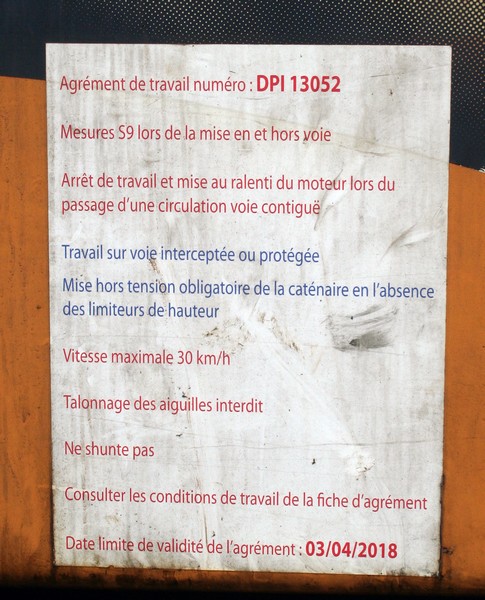 Agrément de travail numéro : DPI 13052
Mesures S9 lors de la mise en et hors voie
Arrêt de travail et mise au ralenti du moteur lors du
passage d'une circulation voie contiguë
Travail sur voie interceptée ou protégée
Mise hors tension obligatoire de la caténaire en l'absence
des limiteurs de hauteur
Vitesse maximale 30 km/h
Talonnage des aiguilles interdit
Ne shunte pas
Consulter les conditions de travail de la fiche d'agrément
Date limite de validité de l'agrément : 03/04/2018